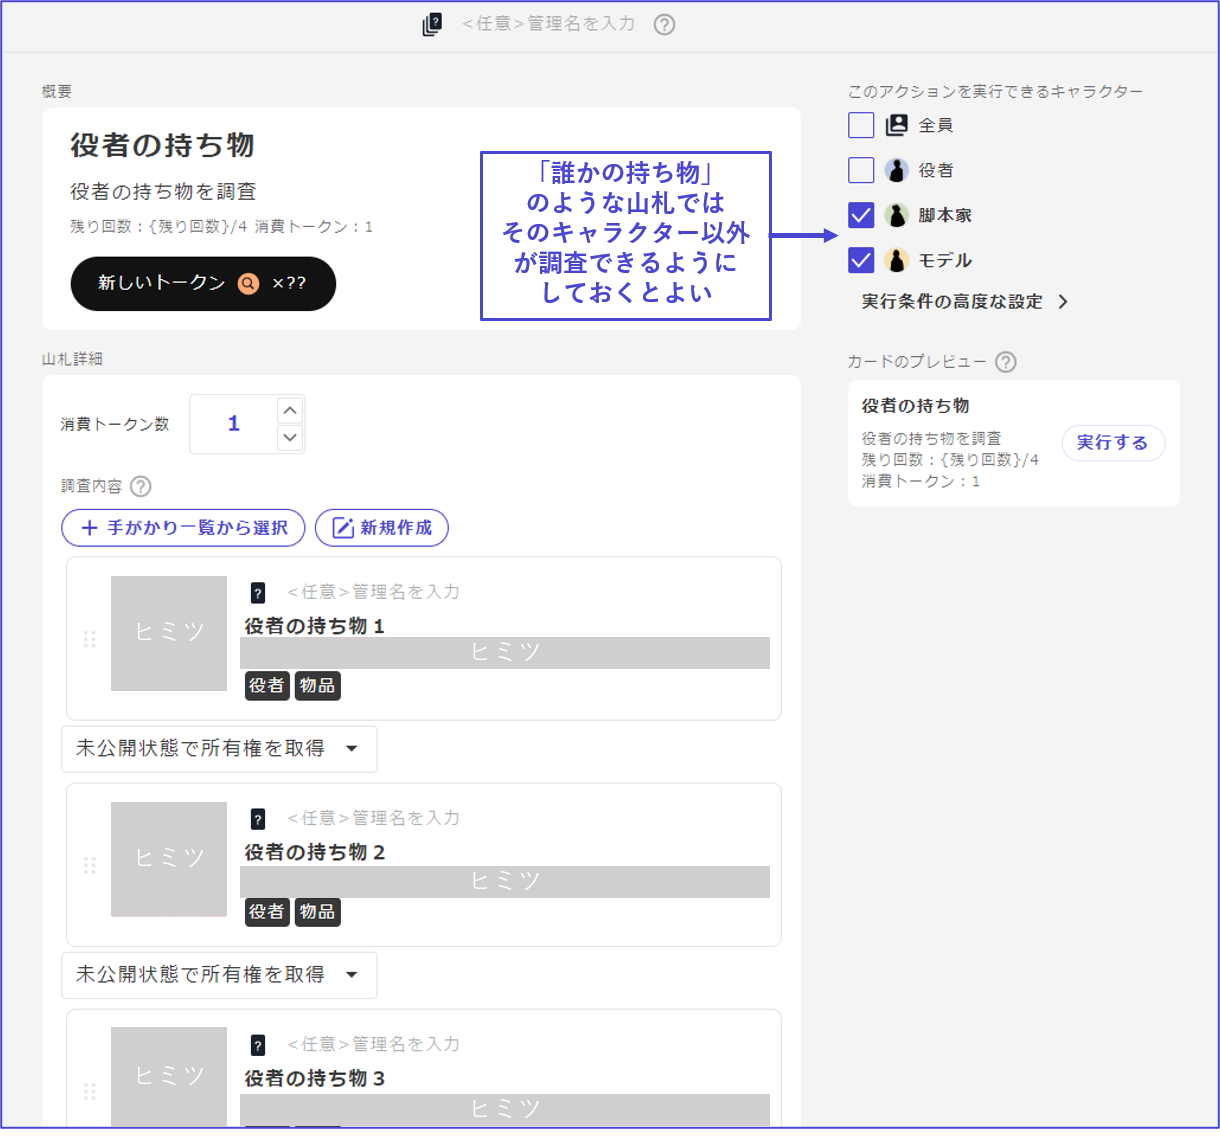 <任意>管理名を入力
概要
役者の持ち物
役者の持ち物を調査
残り回数：{残り回数}/4 消費トークン：1
新しいトークン ×??
「誰かの持ち物」
のような山札では
そのキャラクター以外
が調査できるように
しておくとよい
このアクションを実行できるキャラクター
全員
役者
脚本家
モデル
実行条件の高度な設定
カードのプレビュー
役者の持ち物
役者の持ち物を調査
残り回数：{残り回数}/4
消費トークン：1
実行する
山札詳細
消費トークン数
1
調査内容
手がかり一覧から選択
新規作成
ヒミツ
<任意>管理名を入力
役者の持ち物１
ヒミツ
役者 物品
未公開状態で所有権を取得
ヒミツ
<任意>管理名を入力
役者の持ち物２
ヒミツ
役者 物品
未公開状態で所有権を取得
ヒミツ
<任意>管理名を入力
役者の持ち物３
ヒミツ